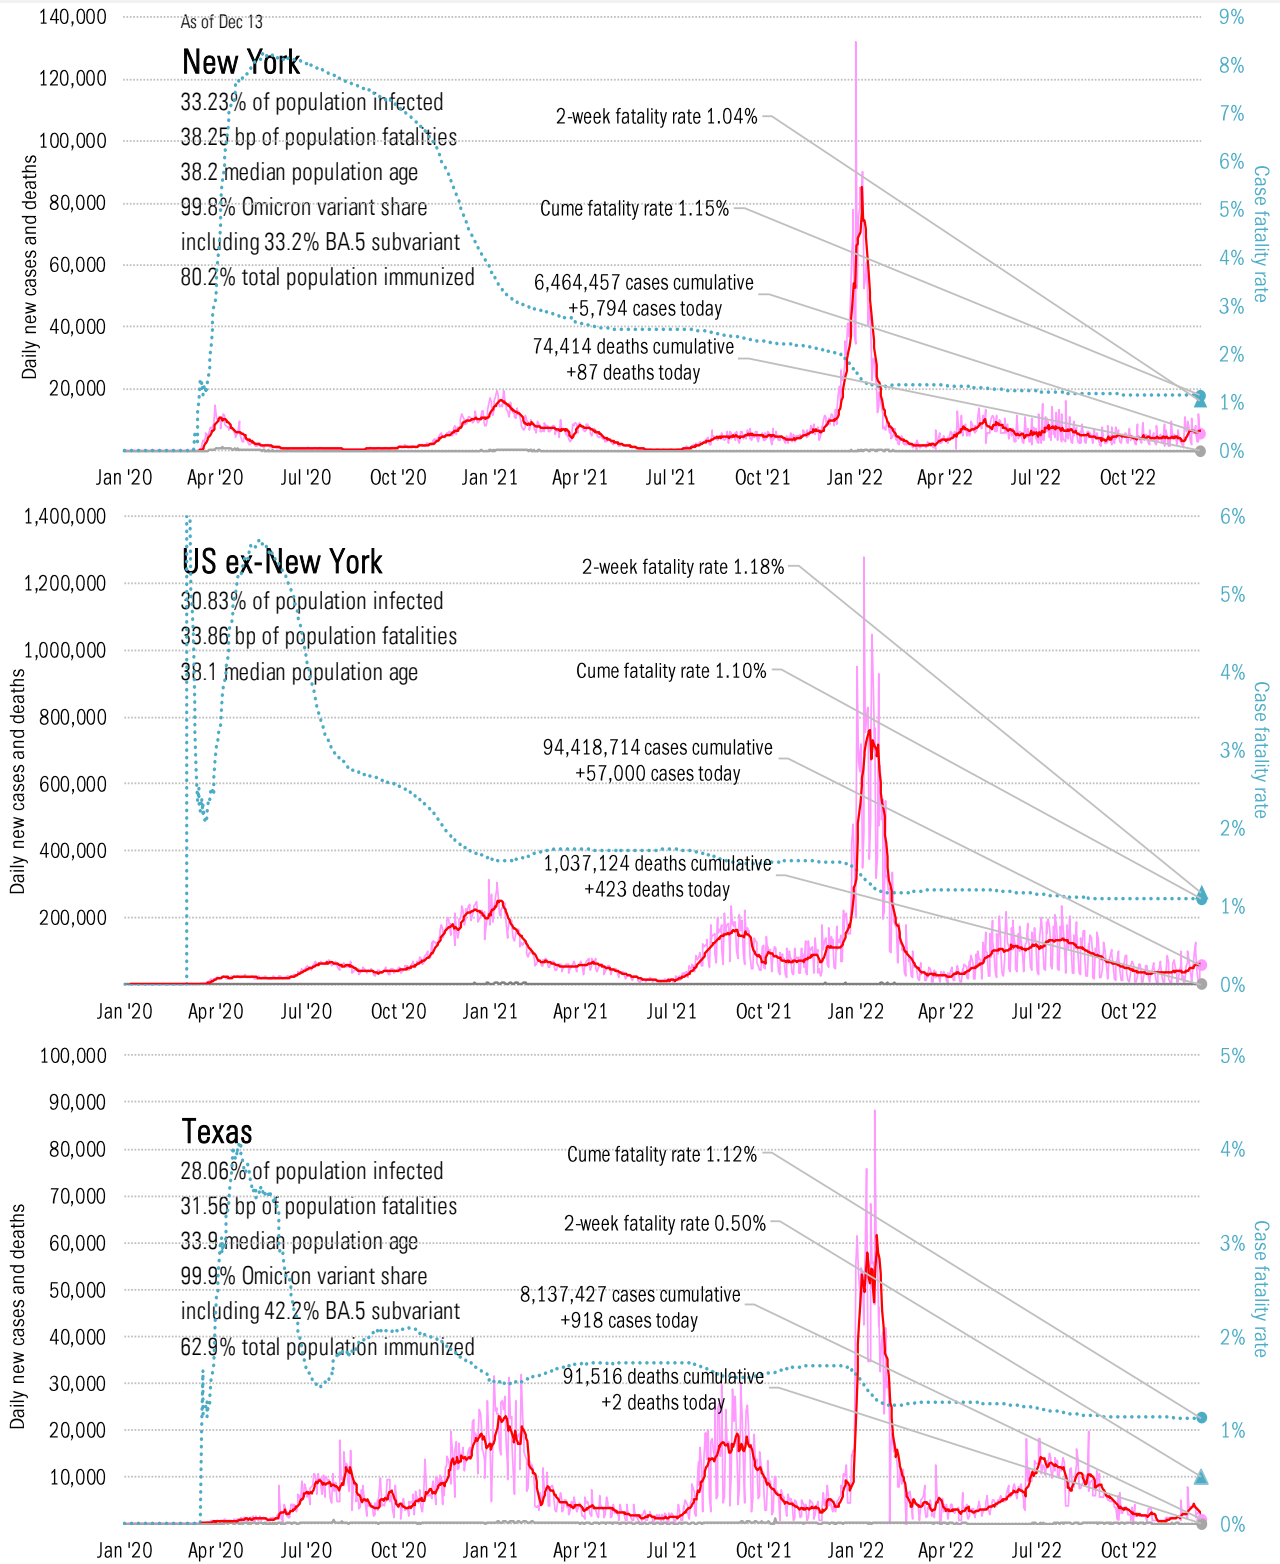 As of Dec 13
New York
33.23% of population infected
38.25 bp of population fatalities
38.2 median population age
99.8% Omicron variant share
including 33.2% BA.5 subvariant
80.2% total population immunized
2-week fatality rate 1.04%
Cume fatality rate 1.15%
6,464,457 cases cumulative
+5,794 cases today
74,414 deaths cumulative
+87 deaths today
Daily new cases and deaths
140,000
120,000
100,000
80,000
60,000
40,000
20,000
Case fatality rate
9%
8%
7%
6%
5%
4%
3%
2%
1%
0%
Jan '20 Apr '20 Jul '20 Oct '20 Jan '21 Apr '21 Jul '21 Oct '21 Jan '22 Apr '22 Jul '22 Oct '22
US ex-New York
30.83% of population infected
33.86 bp of population fatalities
38.1 median population age
2-week fatality rate 1.18%
Cume fatality rate 1.10%
94,418,714 cases cumulative
+57,000 cases today
1,037,124 deaths cumulative
+423 deaths today
Daily new cases and deaths
1,400,000
1,200,000
1,000,000
800,000
600,000
400,000
200,000
Case fatality rate
6%
5%
4%
3%
2%
1%
0%
Jan '20 Apr '20 Jul '20 Oct '20 Jan '21 Apr '21 Jul '21 Oct '21 Jan '22 Apr '22 Jul '22 Oct '22
Texas
28.06% of population infected
31.56 bp of population fatalities
33.9 median population age
99.9% Omicron variant share
including 42.2% BA.5 subvariant
62.9% total population immunized
Cume fatality rate 1.12%
2-week fatality rate 0.50%
8,137,427 cases cumulative
+918 cases today
91,516 deaths cumulative
+2 deaths today
Daily new cases and deaths
100,000
90,000
80,000
70,000
60,000
50,000
40,000
30,000
20,000
10,000
Case fatality rate
5%
4%
3%
2%
1%
0%
Jan '20 Apr '20 Jul '20 Oct '20 Jan '21 Apr '21 Jul '21 Oct '21 Jan '22 Apr '22 Jul '22 Oct '22